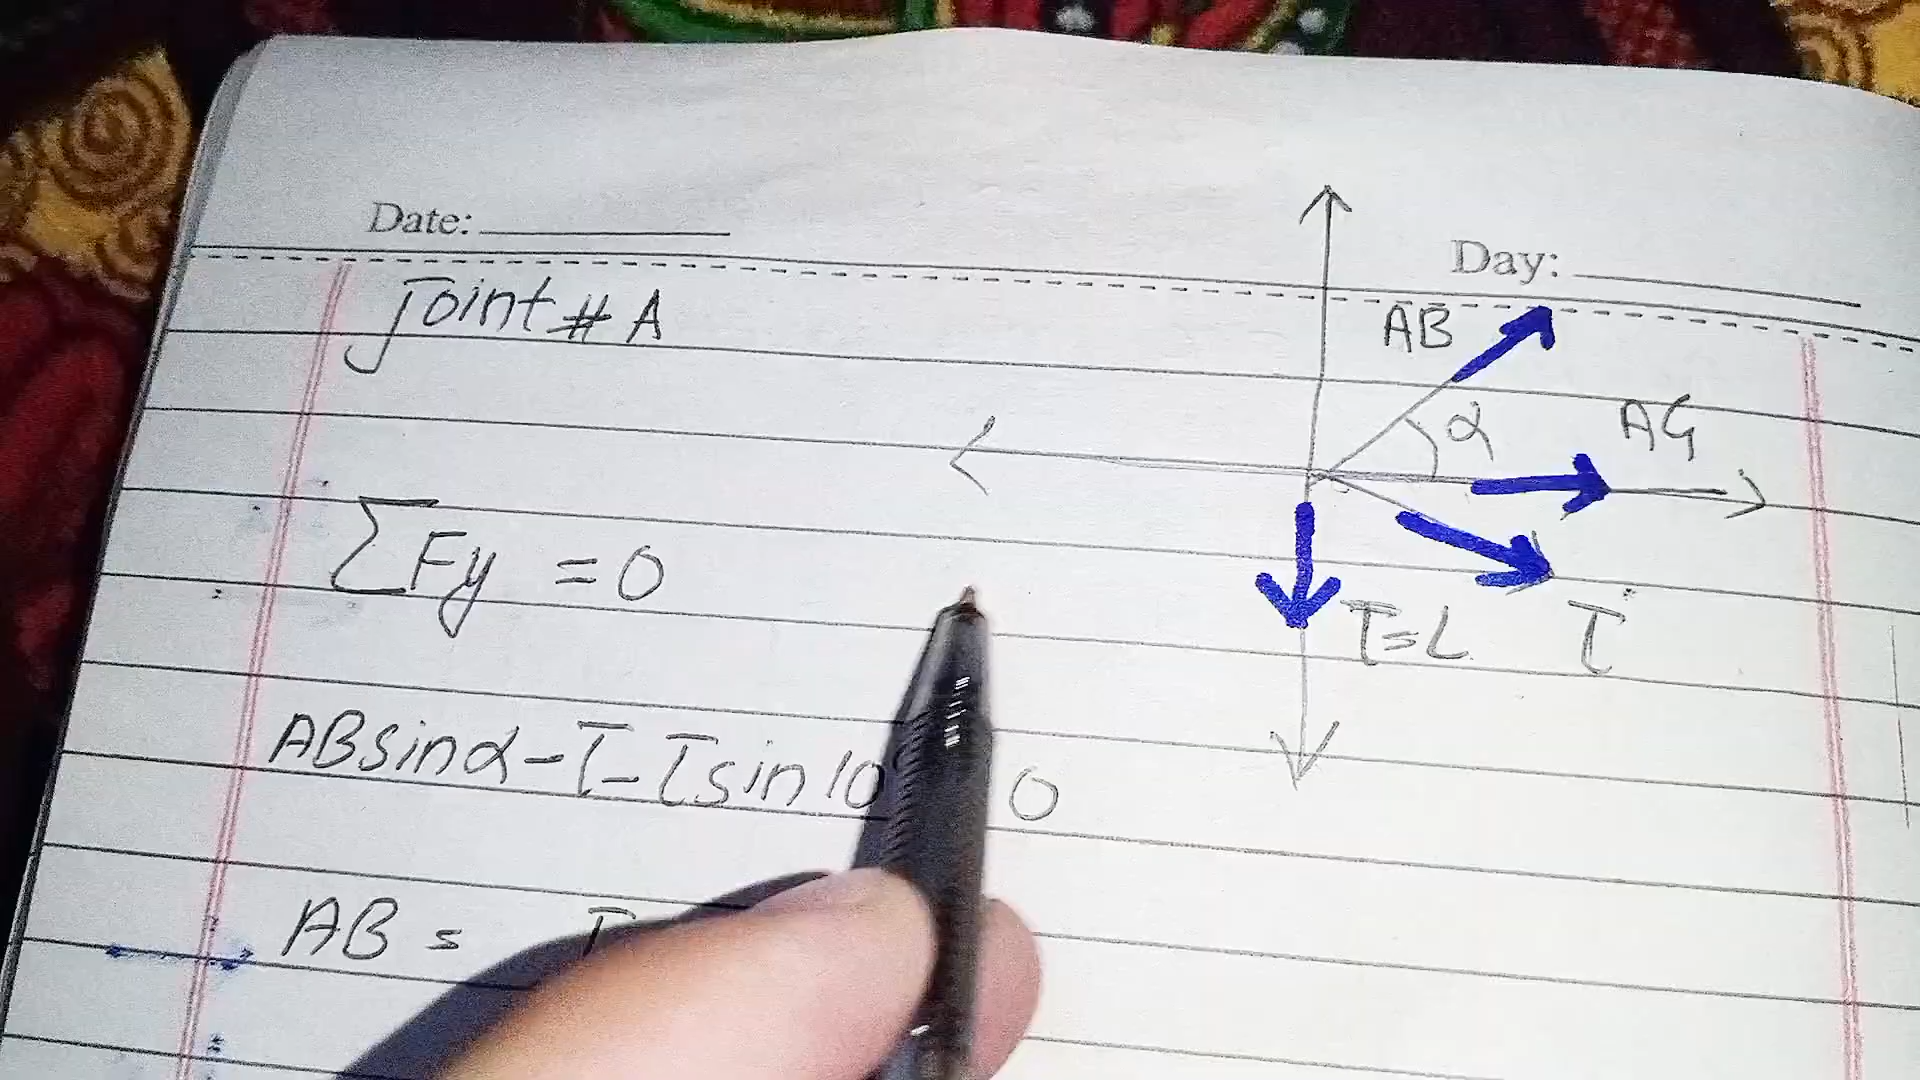 Date:
Day:
Joint # A
AB
α
AG
T=L
T
ΣFy = 0
ABsinα-T-Tsin10 0
AB = T